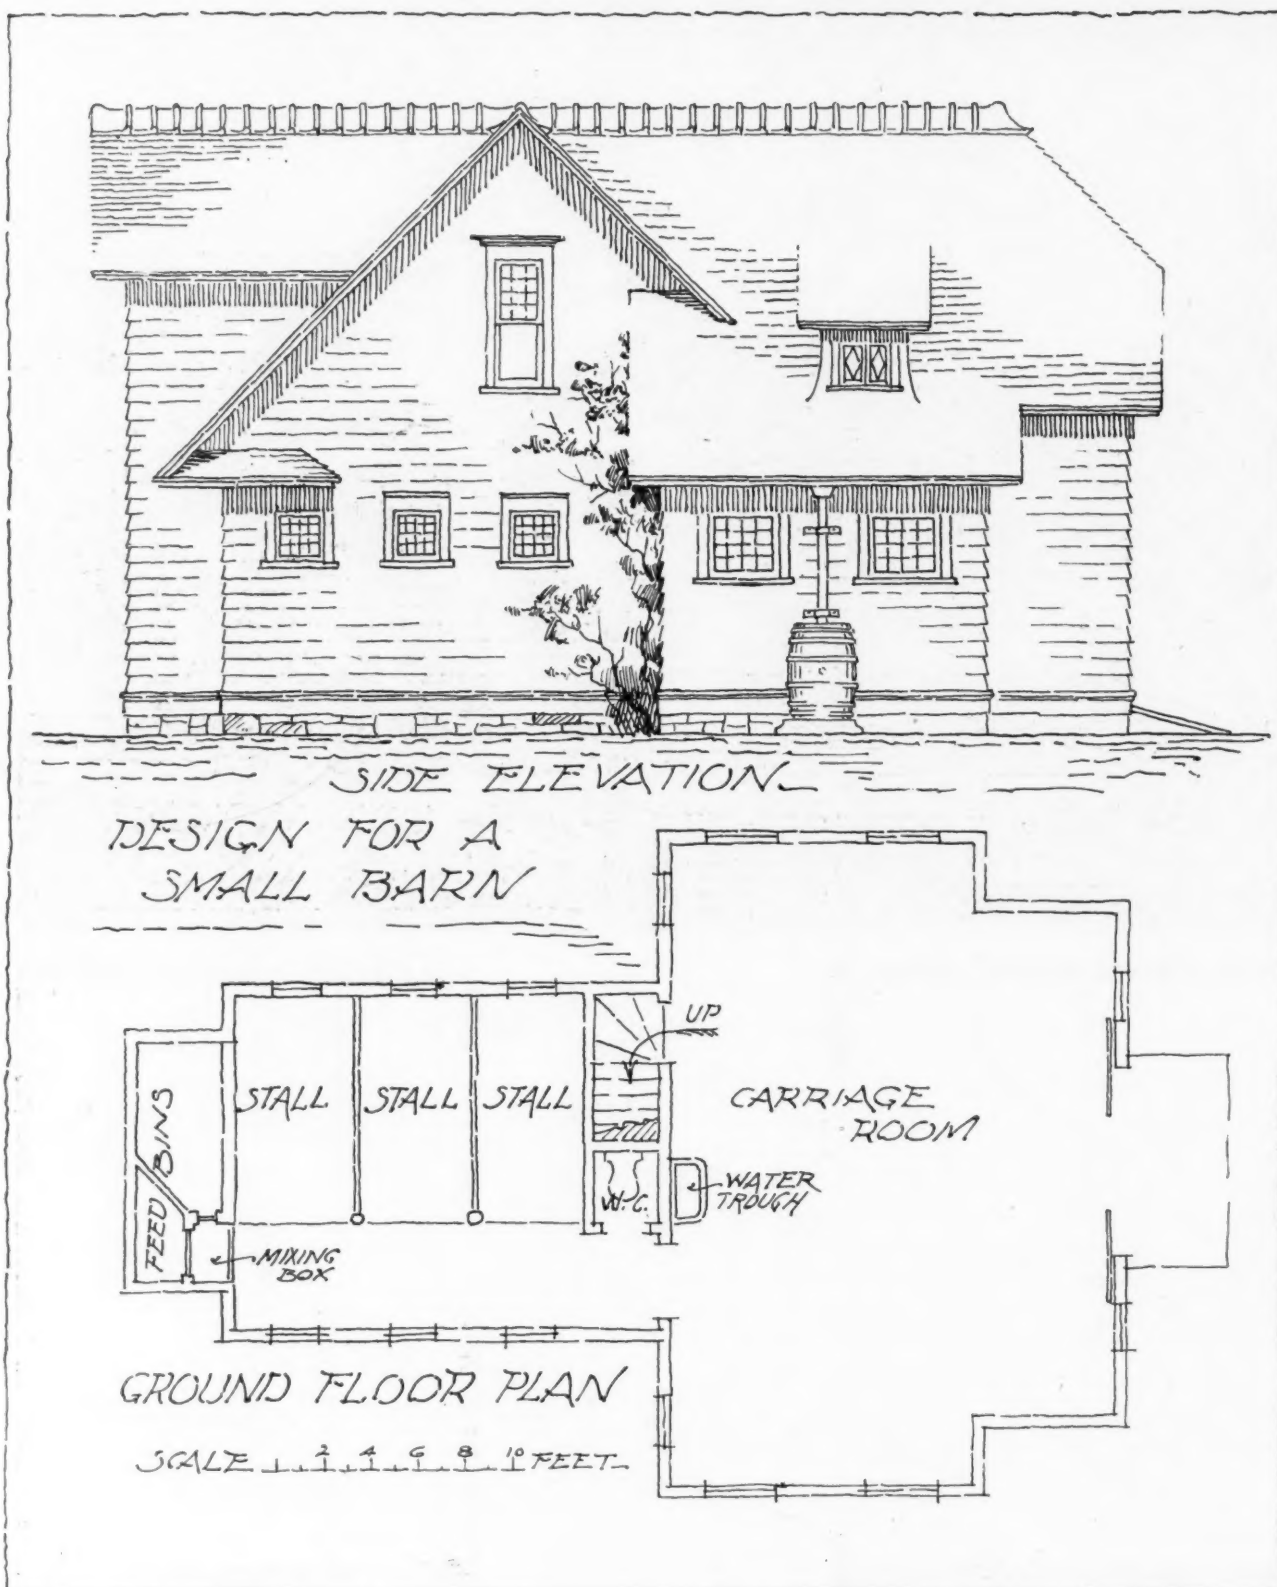 SIDE ELEVATION
DESIGN FOR A
SMALL BARN
UP
STALL STALL STALL
CARRIAGE
ROOM
FEED BINS
W.C.
WATER
TROUGH
MIXING
BOX
GROUND FLOOR PLAN
SCALE 2 4 6 8 10 FEET